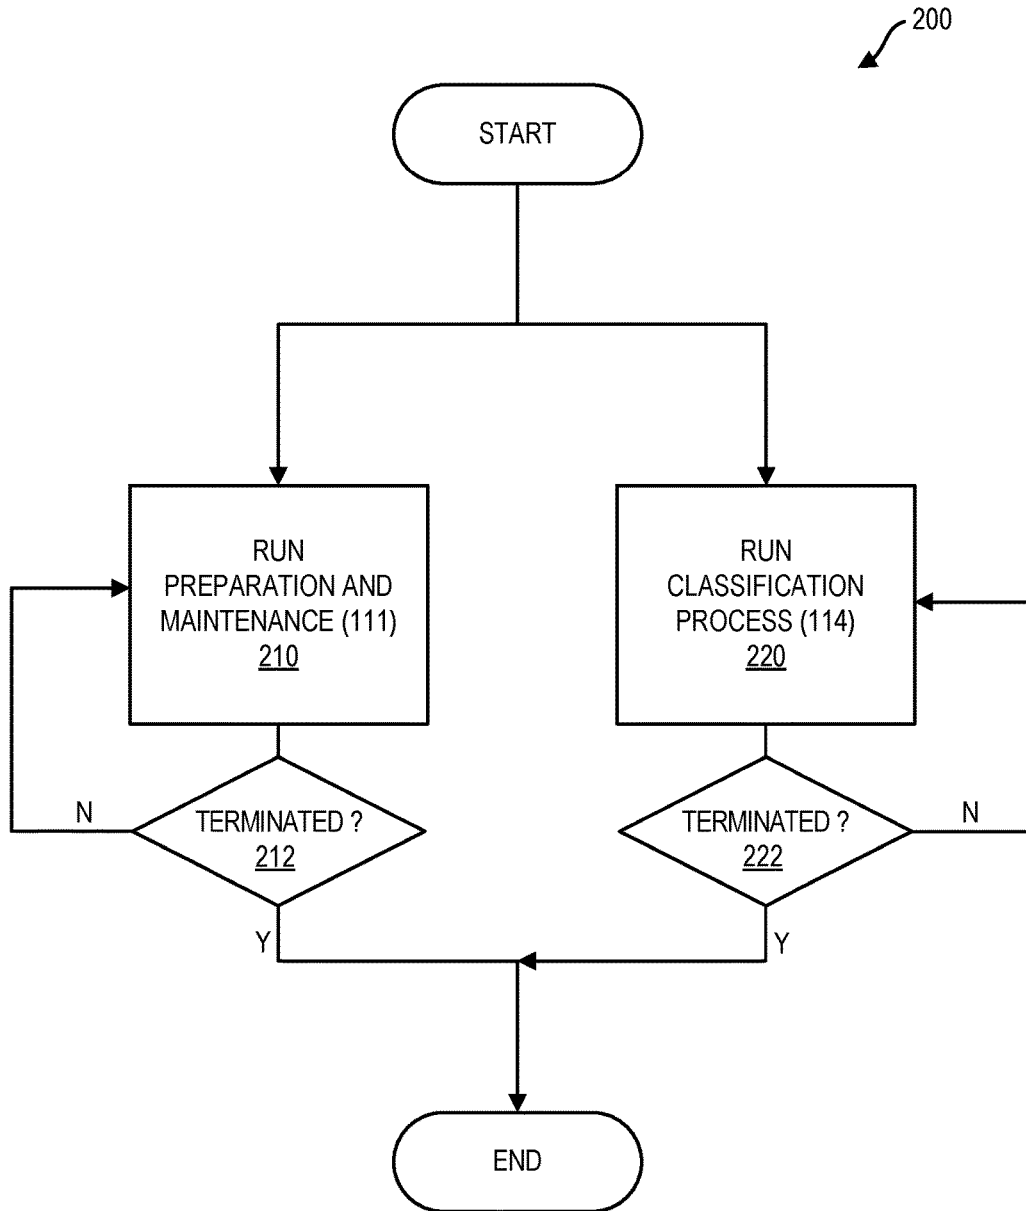 200
START
RUN
PREPARATION AND
MAINTENANCE (111)
210
RUN
CLASSIFICATION
PROCESS (114)
220
N
TERMINATED ?
212
TERMINATED ?
222
N
Y
Y
END